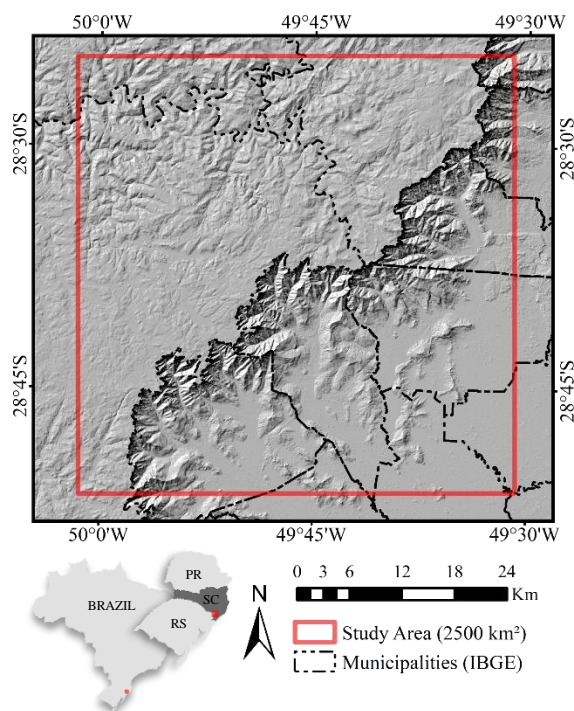 50°0'W 49°45'W 49°30'W
28°30'S 28°30'S
28°45'S 28°45'S
50°0'W 49°45'W 49°30'W
PR
BRAZIL SC
RS
N
0 3 6 12 18 24
Km
Study Area (2500 km²)
Municipalities (IBGE)